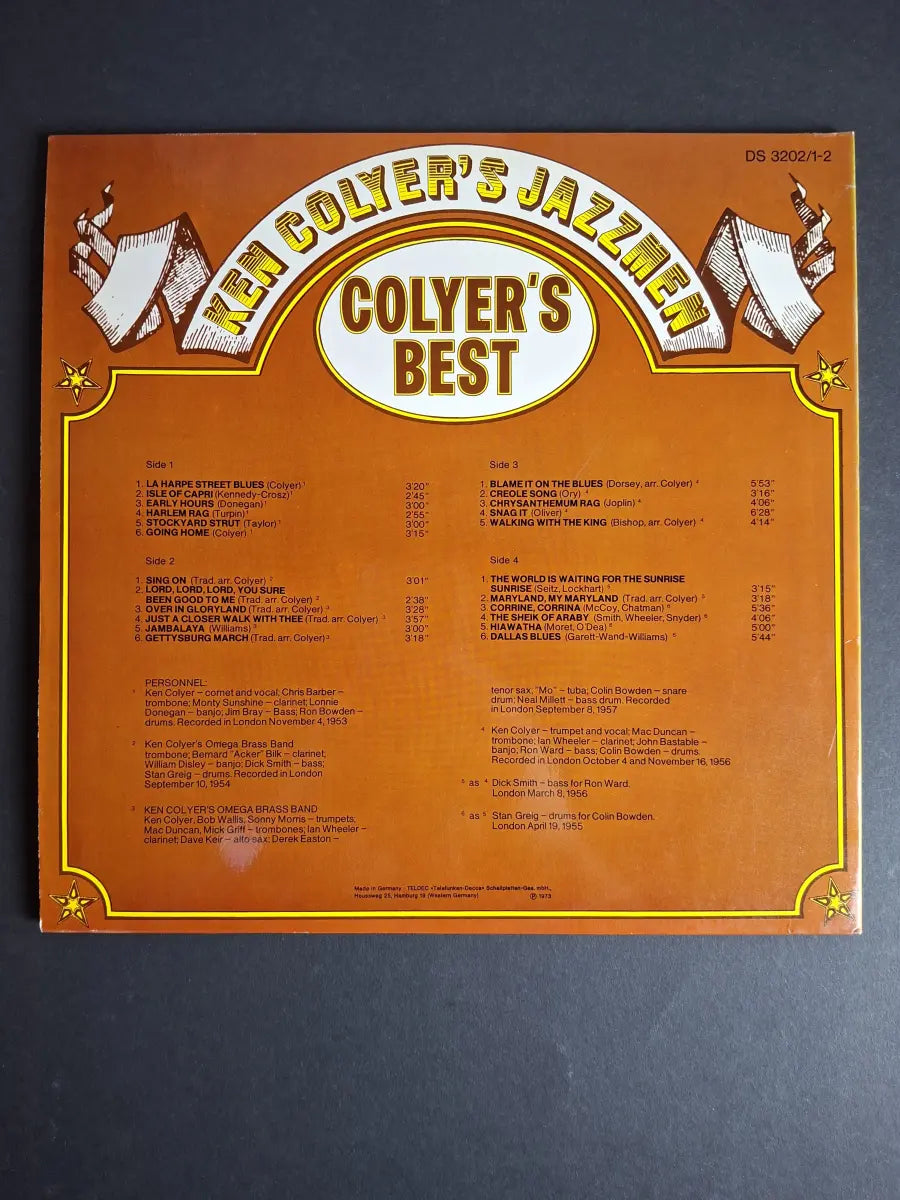 DS 3202/1-2
KEN COLYER'S JAZZMEN
COLYER'S
BEST
Side 1
1. LA HARPE STREET BLUES (Colyer) ¹ 3'20"
2. ISLE OF CAPRI (Kennedy-Crosz) ¹ 2'45"
3. EARLY HOURS (Donegan) ¹ 3'00"
4. HARLEM RAG (Turpin) ¹ 2'55"
5. STOCKYARD STRUT (Taylor) ¹ 3'00"
6. GOING HOME (Colyer) ¹ 3'15"
Side 2
1. SING ON (Trad. arr. Colyer) ² 3'01"
2. LORD, LORD, LORD, YOU SURE
BEEN GOOD TO ME (Trad. arr. Colyer) ² 2'38"
3. OVER IN GLORYLAND (Trad. arr. Colyer) ³ 3'28"
4. JUST A CLOSER WALK WITH THEE (Trad. arr. Colyer) ³ 3'57"
5. JAMBALAYA (Williams) ³ 3'00"
6. GETTYSBURG MARCH (Trad. arr. Colyer) ³ 3'18"
Side 3
1. BLAME IT ON THE BLUES (Dorsey, arr. Colyer) ⁴ 5'53"
2. CREOLE SONG (Ory) ⁴ 3'16"
3. CHRYSANTHEMUM RAG (Joplin) ⁴ 4'06"
4. SNAG IT (Oliver) ⁴ 6'28"
5. WALKING WITH THE KING (Bishop, arr. Colyer) ⁴ 4'14"
Side 4
1. THE WORLD IS WAITING FOR THE SUNRISE
SUNRISE (Seitz, Lockhart) ⁵ 3'15"
2. MARYLAND, MY MARYLAND (Trad. arr. Colyer) ⁵ 3'18"
3. CORRINE, CORRINA (McCoy, Chatman) ⁶ 5'36"
4. THE SHEIK OF ARABY (Smith, Wheeler, Snyder) ⁶ 4'06"
5. HIAWATHA (Moret, O'Dea) ⁶ 5'00"
6. DALLAS BLUES (Garett-Wand-Williams) ⁶ 5'44"
PERSONNEL:
¹ Ken Colyer – cornet and vocal; Chris Barber –
trombone; Monty Sunshine – clarinet; Lonnie
Donegan – banjo; Jim Bray – Bass; Ron Bowden –
drums. Recorded in London November 4, 1953
² Ken Colyer's Omega Brass Band
trombone; Bernard "Acker" Bilk – clarinet;
William Disley – banjo; Dick Smith – bass;
Stan Greig – drums. Recorded in London
September 10, 1954
³ KEN COLYER'S OMEGA BRASS BAND
Ken Colyer, Bob Wallis, Sonny Morris – trumpets;
Mac Duncan, Mick Griff – trombones; Ian Wheeler –
clarinet; Dave Keir – alto sax; Derek Easton –
tenor sax; "Mo" – tuba; Colin Bowden – snare
drum; Neal Millett – bass drum. Recorded
in London September 8, 1957
⁴ Ken Colyer – trumpet and vocal; Mac Duncan –
trombone; Ian Wheeler – clarinet; John Bastable –
banjo; Ron Ward – bass; Colin Bowden – drums.
Recorded in London October 4 and November 16, 1956
⁵ as ⁴ Dick Smith – bass for Ron Ward.
London March 8, 1956
⁶ as ⁵ Stan Greig – drums for Colin Bowden.
London April 19, 1955
Made in Germany · TELDEC »Telefunken-Decca« Schallplatten-Ges. mbH.,
Heussweg 25, Hamburg 19 (Western Germany) ℗ 1973